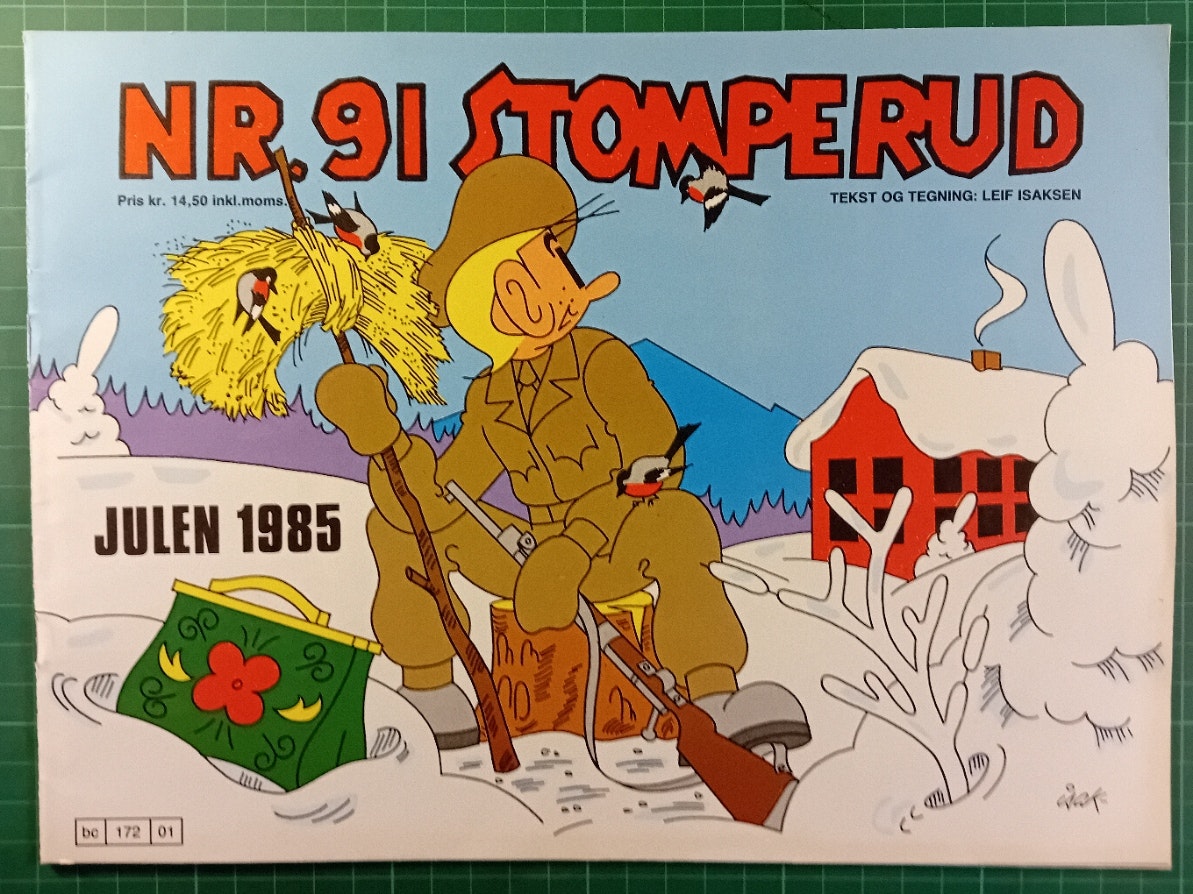 NR. 91 STOMPERUD
Pris kr. 14,50 inkl.moms.
TEKST OG TEGNING: LEIF ISAKSEN
JULEN 1985
bc 172 01